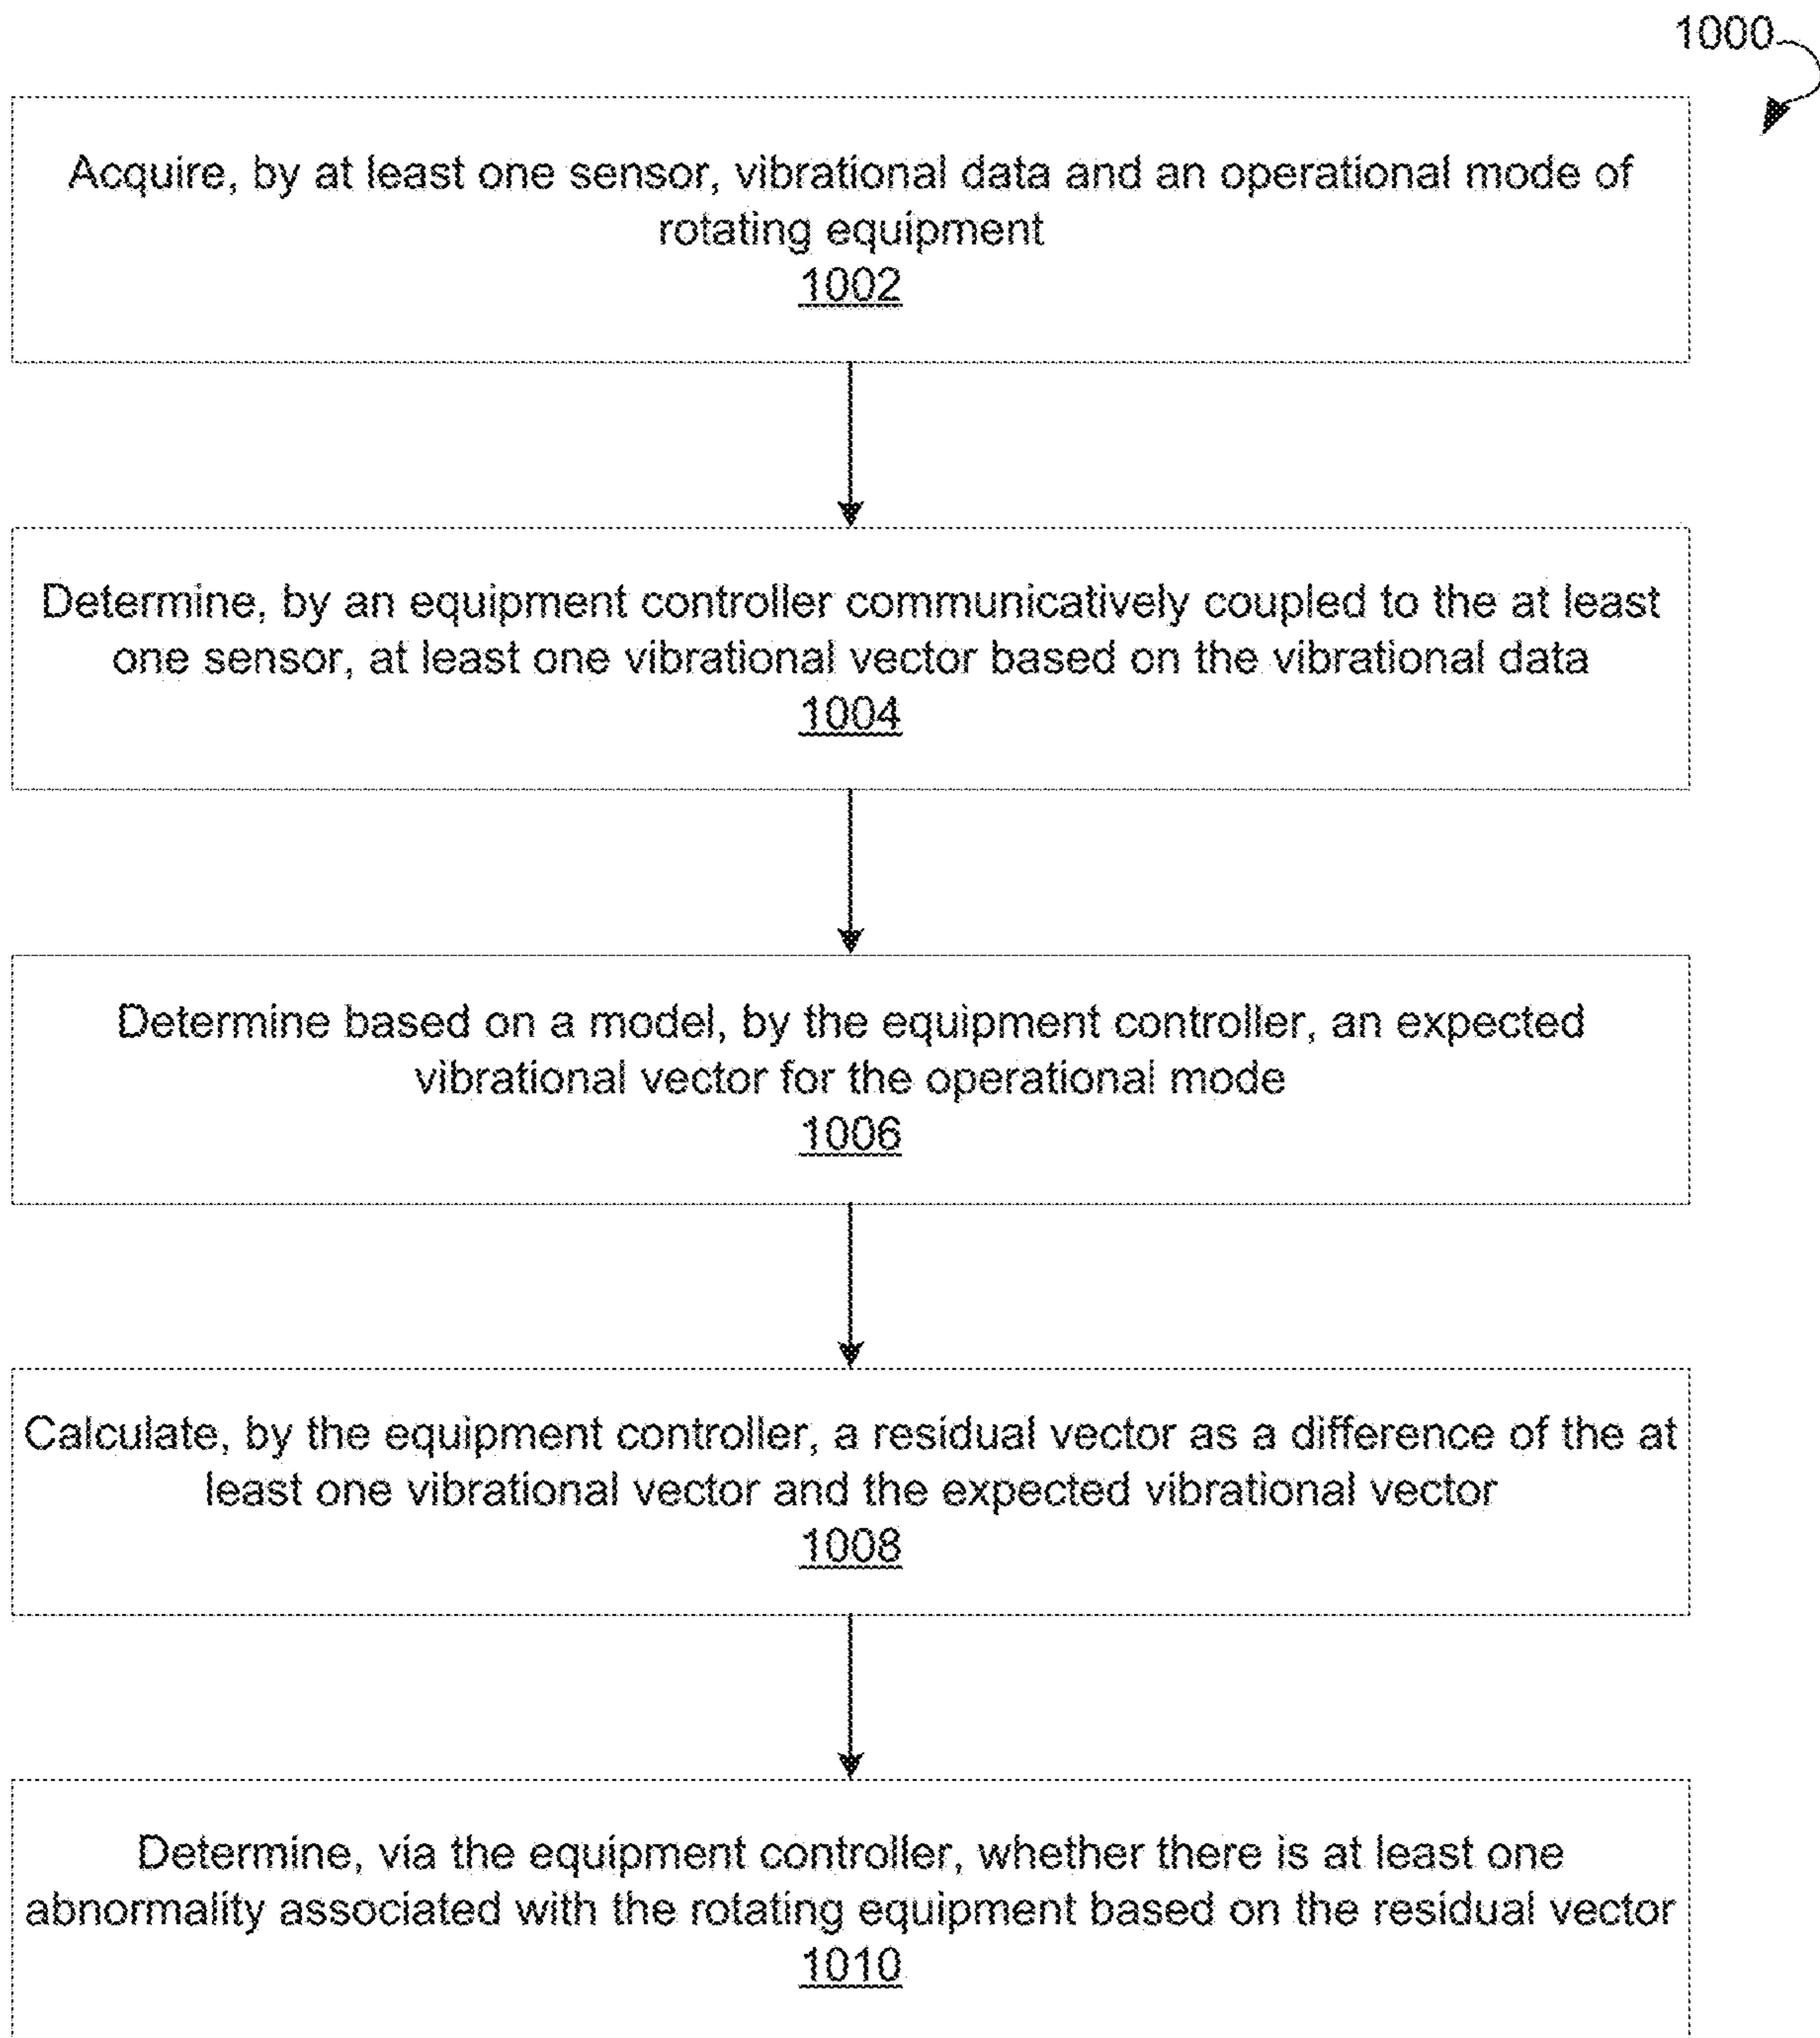 1000
Acquire, by at least one sensor, vibrational data and an operational mode of
rotating equipment
1002
Determine, by an equipment controller communicatively coupled to the at least
one sensor, at least one vibrational vector based on the vibrational data
1004
Determine based on a model, by the equipment controller, an expected
vibrational vector for the operational mode
1006
Calculate, by the equipment controller, a residual vector as a difference of the at
least one vibrational vector and the expected vibrational vector
1008
Determine, via the equipment controller, whether there is at least one
abnormality associated with the rotating equipment based on the residual vector
1010